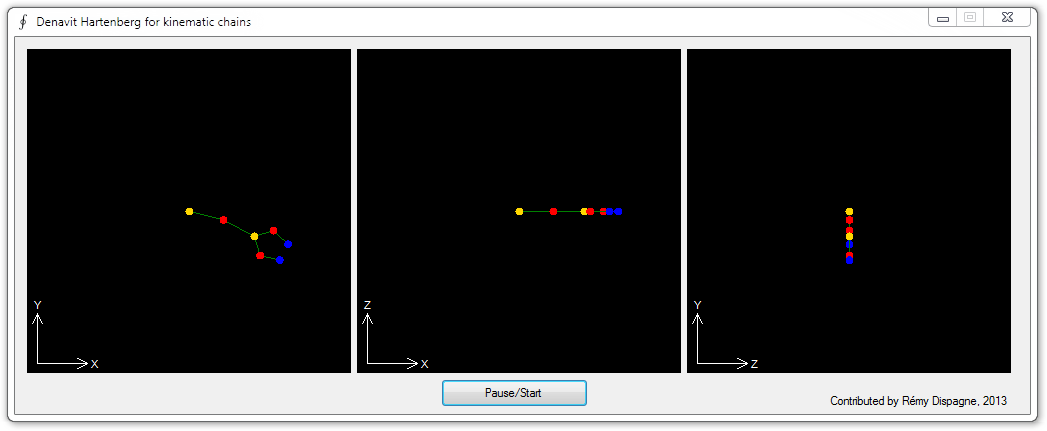 Denavit Hartenberg for kinematic chains
Y
X
Z
X
Y
Z
Pause/Start
Contributed by Rémy Dispagne, 2013